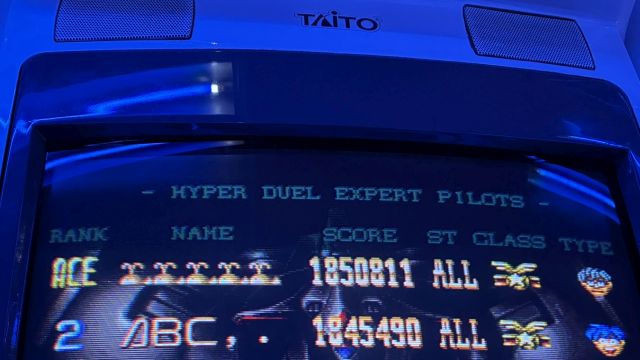 TAITO
- HYPER DUEL EXPERT PILOTS -
RANK NAME SCORE ST CLASS TYPE
ACE 1850811 ALL
2 ABC,. 1845490 ALL